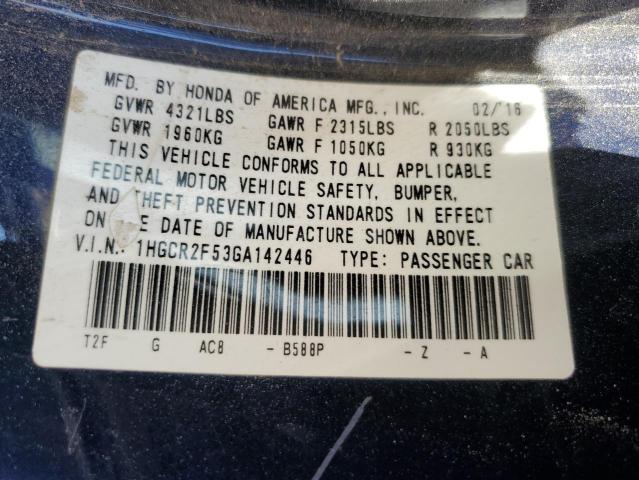 MFD. BY HONDA OF AMERICA MFG., INC. 02/'16
GVWR 4321LBS GAWR F 2315LBS R 2050LBS
GVWR 1960KG GAWR F 1050KG R 930KG
THIS VEHICLE CONFORMS TO ALL APPLICABLE
FEDERAL MOTOR VEHICLE SAFETY, BUMPER,
AND THEFT PREVENTION STANDARDS IN EFFECT
ON DATE OF MANUFACTURE SHOWN ABOVE.
V.I.N.: 1HGCR2F53GA142446 TYPE: PASSENGER CAR
T2F G AC8 - B588P - Z - A